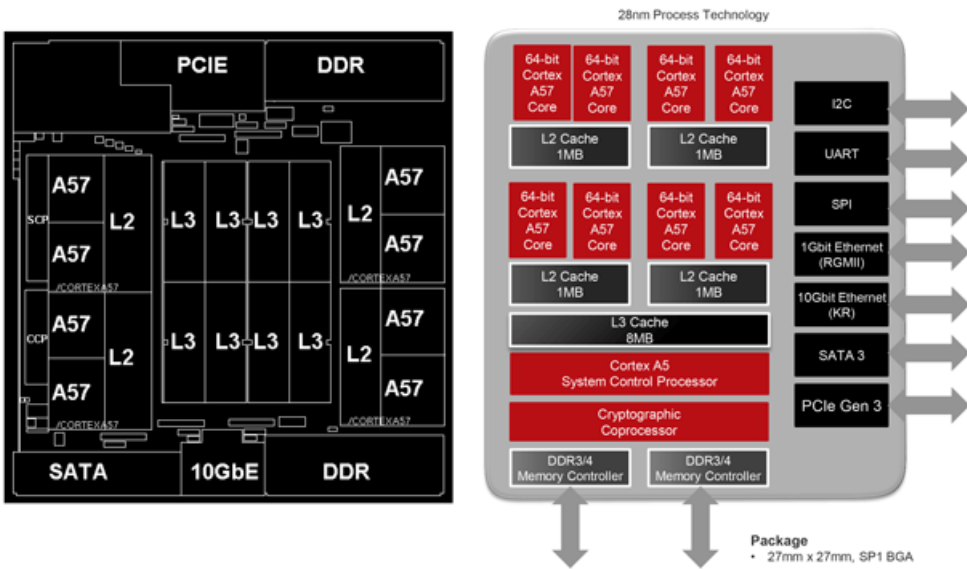 PCIE
DDR
A57
L2
SCP
A57
/CORTEXA57
A57
L2
CCP
A57
/CORTEXA57
L3
L3
L3
L3
L3
L3
L3
L3
A57
L2
A57
/CORTEXA57
A57
L2
A57
/CORTEXA57
SATA
10GbE
DDR
28nm Process Technology
64-bit
Cortex
A57
Core
64-bit
Cortex
A57
Core
64-bit
Cortex
A57
Core
64-bit
Cortex
A57
Core
L2 Cache
1MB
L2 Cache
1MB
64-bit
Cortex
A57
Core
64-bit
Cortex
A57
Core
64-bit
Cortex
A57
Core
64-bit
Cortex
A57
Core
L2 Cache
1MB
L2 Cache
1MB
L3 Cache
8MB
Cortex A5
System Control Processor
Cryptographic
Coprocessor
DDR3/4
Memory Controller
DDR3/4
Memory Controller
I2C
UART
SPI
1Gbit Ethernet
(RGMII)
10Gbit Ethernet
(KR)
SATA 3
PCIe Gen 3
Package
• 27mm x 27mm, SP1 BGA